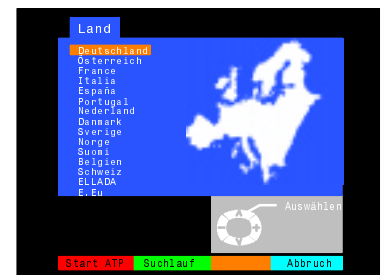 Land
Deutschland
Österreich
France
Italia
España
Portugal
Nederland
Danmark
Sverige
Norge
Suomi
Belgien
Schweiz
ELLADA
E.Eu
Auswählen
Start ATP Suchlauf Abbruch